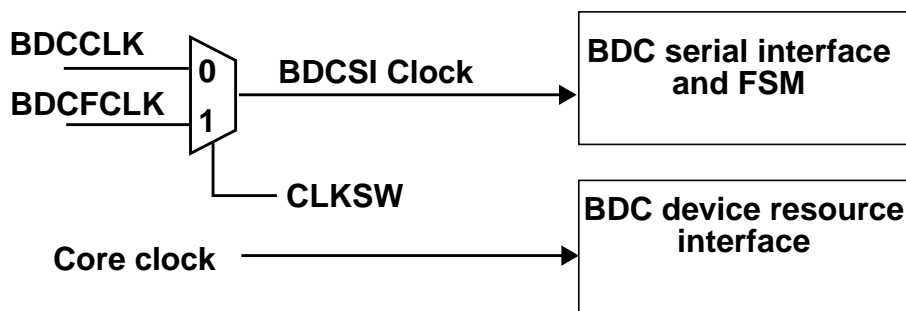 BDCCLK
0
BDCSI Clock
BDC serial interface
and FSM
BDCFCLK
1
CLKSW
BDC device resource
interface
Core clock